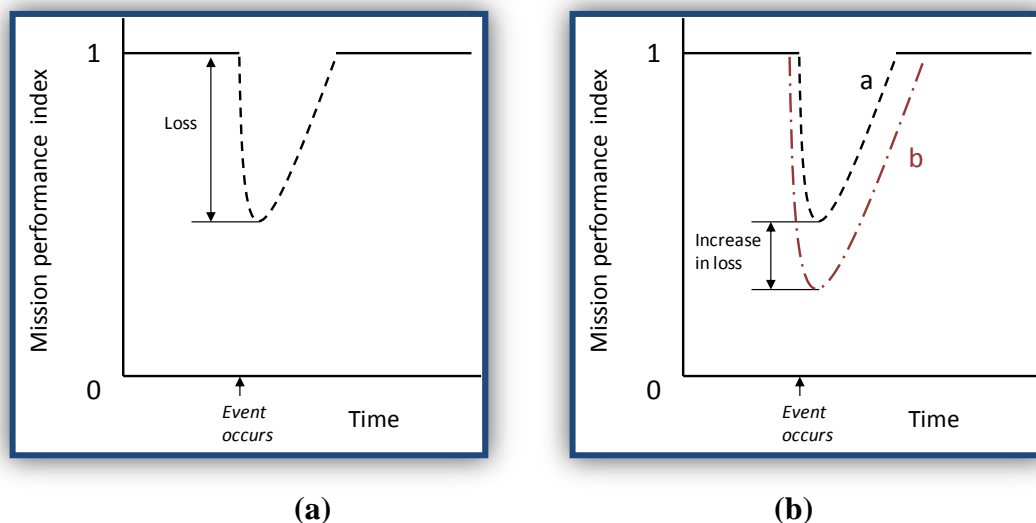 1
Mission performance index
Loss
0
Event
occurs
Time
(a)
1
Mission performance index
a
b
Increase
in loss
0
Event
occurs
Time
(b)